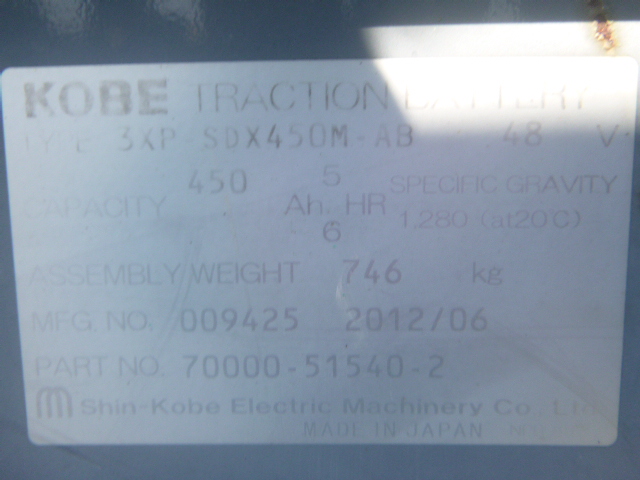 KOBE TRACTION BATTERY
TYPE 3XP-SDX450M-AB 48 V
450 5 SPECIFIC GRAVITY
CAPACITY Ah. HR 1.280 (at20℃)
6
ASSEMBLY WEIGHT 746 kg
MFG. NO. 009425 2012/06
PART NO. 70000-51540-2
Shin-Kobe Electric Machinery Co., Ltd.
MADE IN JAPAN